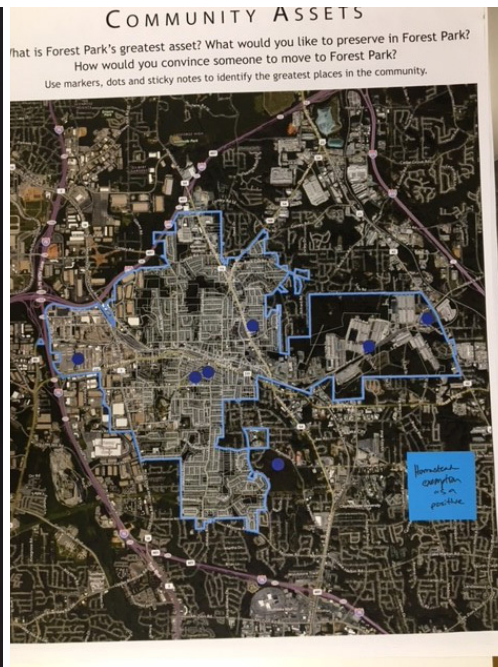 COMMUNITY ASSETS
hat is Forest Park's greatest asset? What would you like to preserve in Forest Park?
How would you convince someone to move to Forest Park?
Use markers, dots and sticky notes to identify the greatest places in the community.
Homestead
exemption
as a
positive